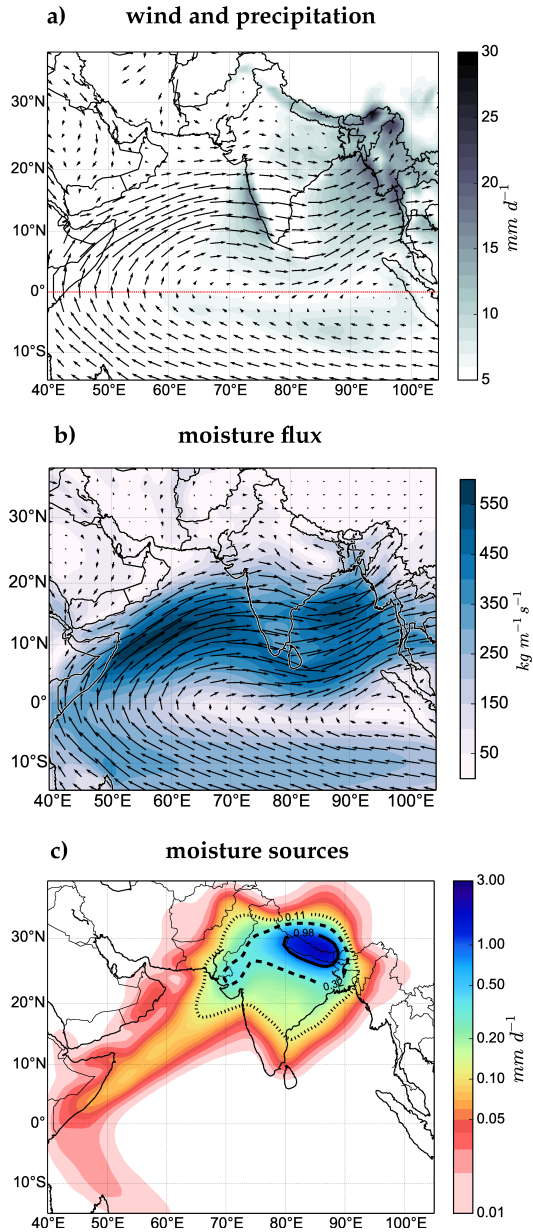 a) wind and precipitation
30°N
20°N
10°N
0°
10°S
40°E 50°E 60°E 70°E 80°E 90°E 100°E
30
25
20
15
10
5
mm d⁻¹
b) moisture flux
30°N
20°N
10°N
0°
10°S
40°E 50°E 60°E 70°E 80°E 90°E 100°E
550
450
350
250
150
50
kg m⁻¹ s⁻¹
c) moisture sources
30°N
20°N
10°N
0°
10°S
40°E 50°E 60°E 70°E 80°E 90°E 100°E
0.11
0.98
3.00
1.00
0.50
0.20
0.10
0.05
0.01
mm d⁻¹